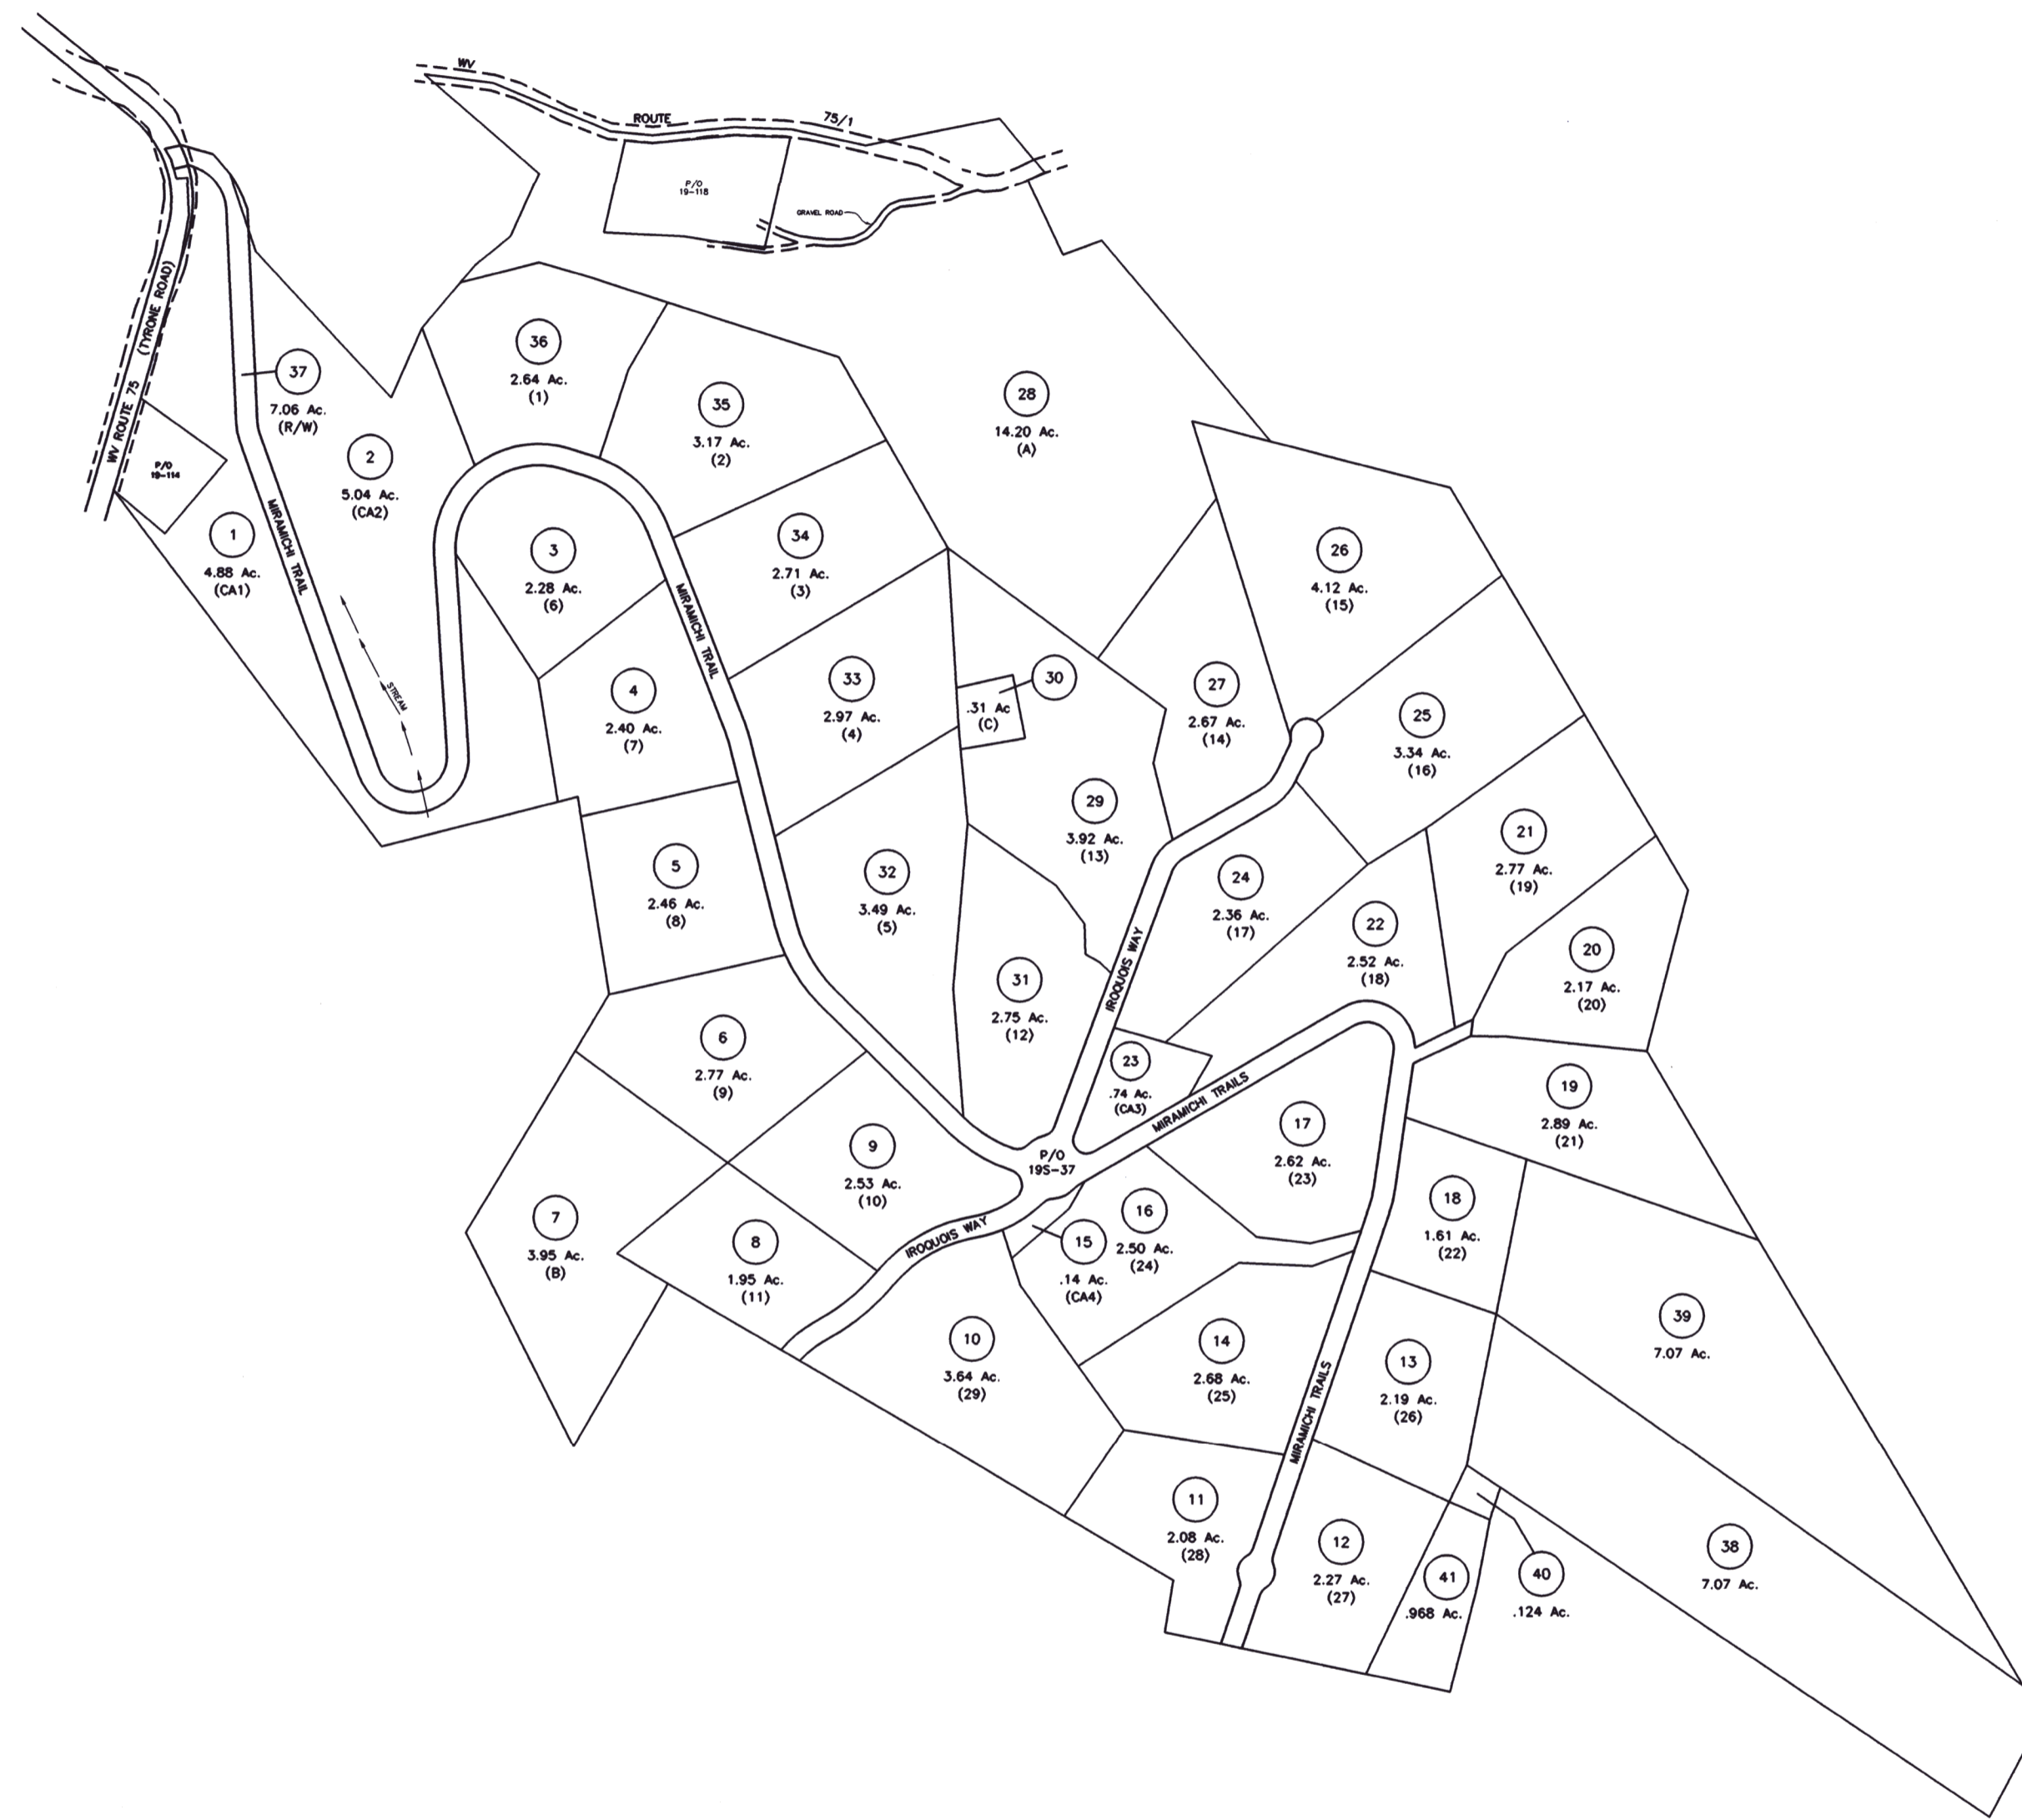 WV
ROUTE
75/1
P/O
19-118
GRAVEL ROAD
(TYRONE ROAD)
WV ROUTE 75
P/O
19-114
37
7.06 Ac.
(R/W)
2
5.04 Ac.
(CA2)
1
4.88 Ac.
(CA1)
MIRAMICHI TRAIL
STREAM
36
2.64 Ac.
(1)
35
3.17 Ac.
(2)
28
14.20 Ac.
(A)
3
2.28 Ac.
(6)
34
2.71 Ac.
(3)
26
4.12 Ac.
(15)
MIRAMICHI TRAIL
4
2.40 Ac.
(7)
33
2.97 Ac.
(4)
30
.31 Ac
(C)
27
2.67 Ac.
(14)
25
3.34 Ac.
(16)
29
3.92 Ac.
(13)
21
2.77 Ac.
(19)
5
2.46 Ac.
(8)
32
3.49 Ac.
(5)
24
2.36 Ac.
(17)
22
2.52 Ac.
(18)
20
2.17 Ac.
(20)
31
2.75 Ac.
(12)
IROQUOIS WAY
6
2.77 Ac.
(9)
23
.74 Ac.
(CA3)
MIRAMICHI TRAILS
19
2.89 Ac.
(21)
9
2.53 Ac.
(10)
P/O
19S-37
17
2.62 Ac.
(23)
7
3.95 Ac.
(B)
8
1.95 Ac.
(11)
IROQUOIS WAY
15
.14 Ac.
(CA4)
16
2.50 Ac.
(24)
18
1.61 Ac.
(22)
10
3.64 Ac.
(29)
14
2.68 Ac.
(25)
MIRAMICHI TRAILS
13
2.19 Ac.
(26)
39
7.07 Ac.
11
2.08 Ac.
(28)
12
2.27 Ac.
(27)
41
.968 Ac.
40
.124 Ac.
38
7.07 Ac.